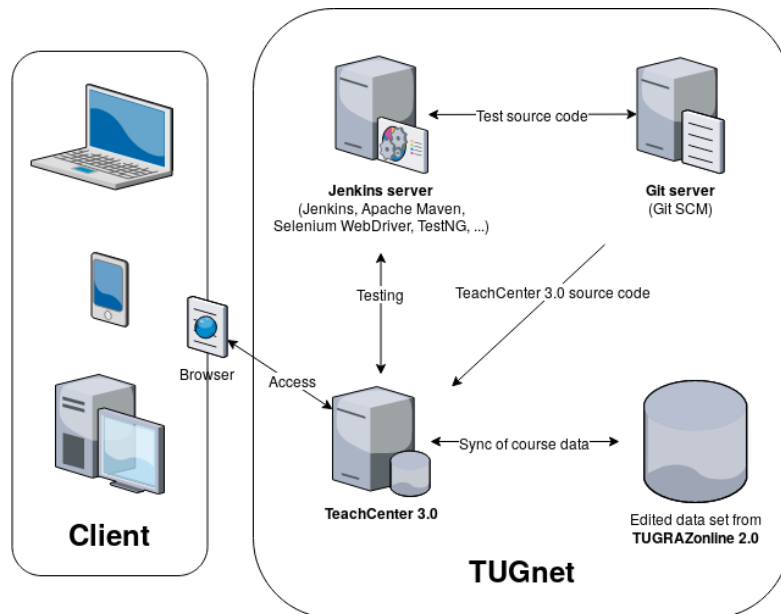 Test source code
Jenkins server
(Jenkins, Apache Maven,
Selenium WebDriver, TestNG, ...)
Git server
(Git SCM)
Testing
TeachCenter 3.0 source code
Browser
Access
Sync of course data
TeachCenter 3.0
Edited data set from
TUGRAZonline 2.0
Client
TUGnet